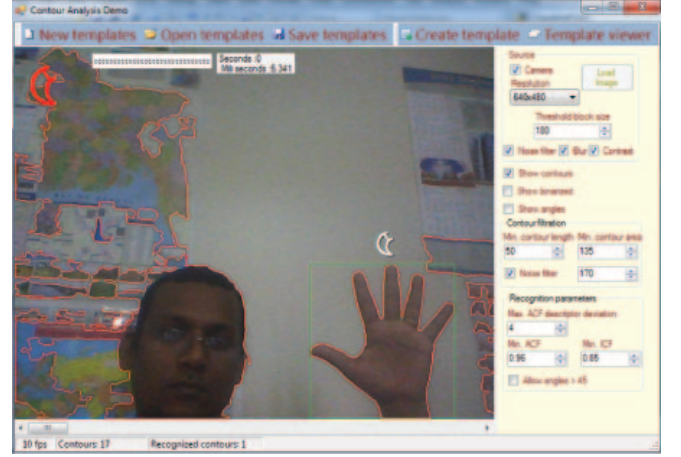 Contour Analysis Demo
New templates Open templates Save templates Create template Template viewer
Seconds :0
Mili seconds :6.341
Source
Camera
Load Image
Resolution
640x480
Threshold block size
180
Noise filter Blur Contrast
Show contours
Show binarized
Show angles
Contour filtration
Min. contour length Min. contour area
50 135
Noise filter 170
Recognition parameters
Max. ACF descriptor deviation
4
Min. ACF Min. ICF
0.96 0.85
Allow angles > 45
10 fps Contours: 17 Recognized contours: 1